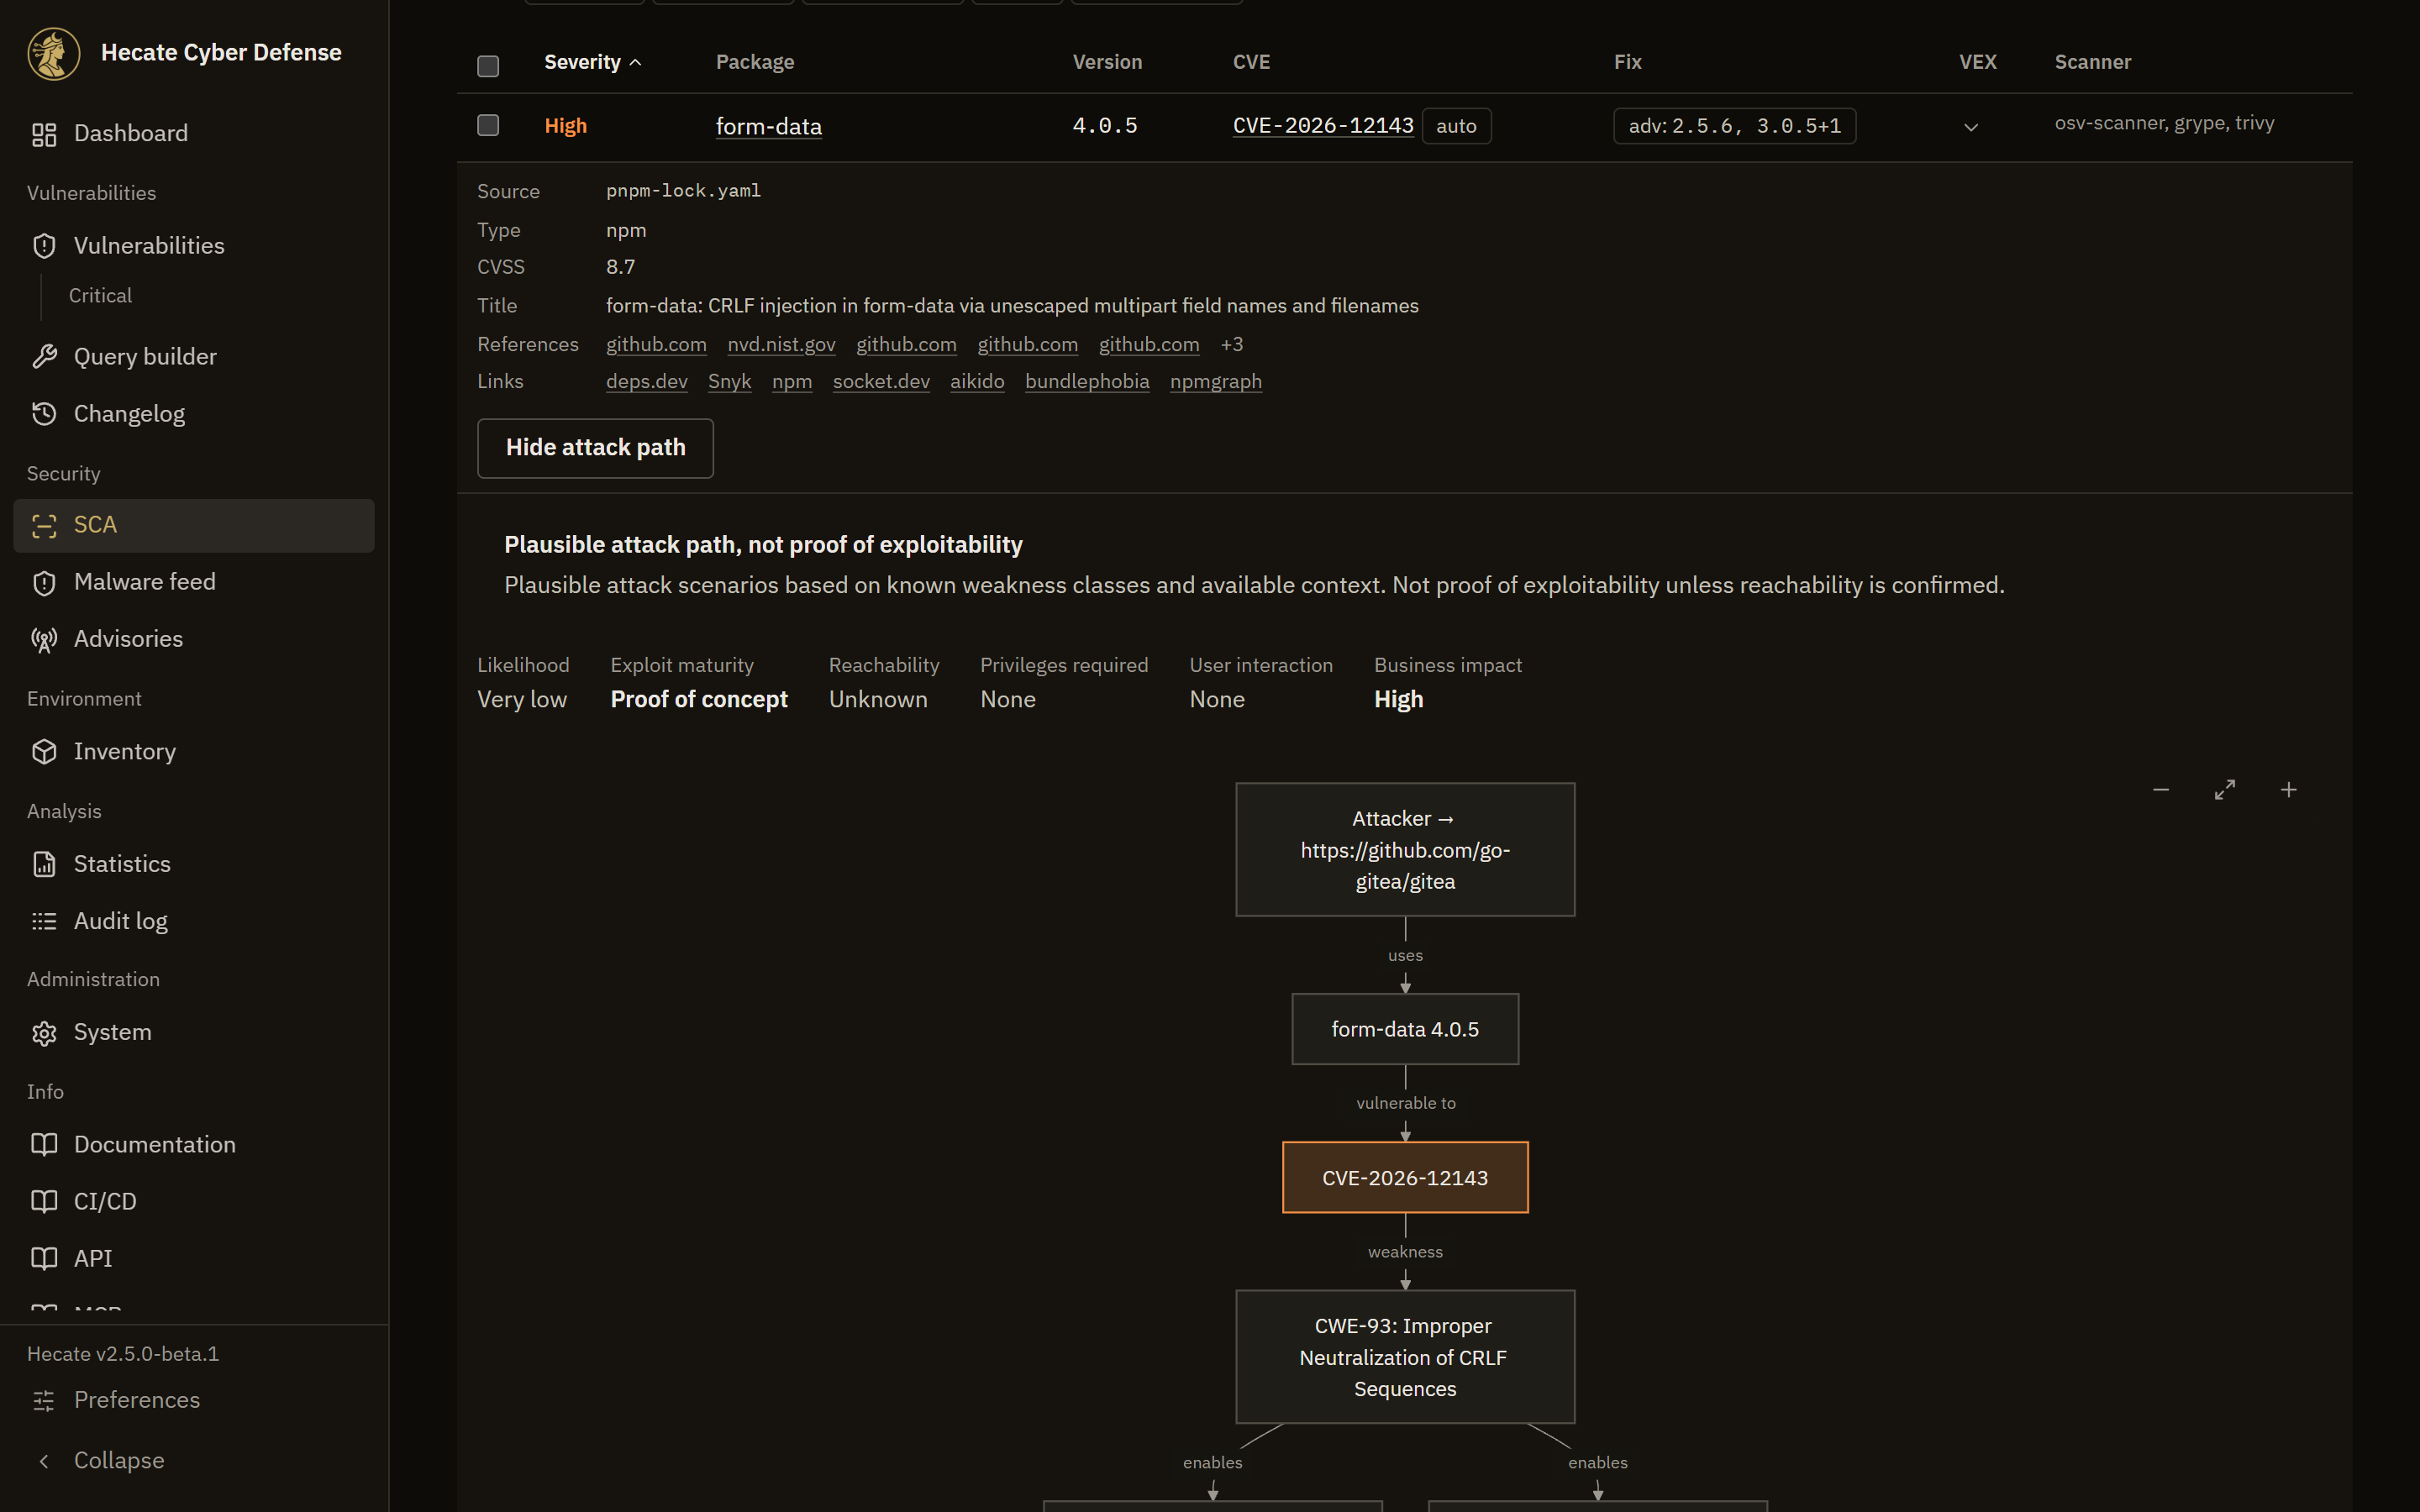 Hecate Cyber Defense
Dashboard
Vulnerabilities
Vulnerabilities
Critical
Query builder
Changelog
Security
SCA
Malware feed
Advisories
Environment
Inventory
Analysis
Statistics
Audit log
Administration
System
Info
Documentation
CI/CD
API
Hecate v2.5.0-beta.1
Preferences
Collapse
Severity Package Version CVE Fix VEX Scanner
High form-data 4.0.5 CVE-2026-12143 auto adv: 2.5.6, 3.0.5+1 osv-scanner, grype, trivy
Source pnpm-lock.yaml
Type npm
CVSS 8.7
Title form-data: CRLF injection in form-data via unescaped multipart field names and filenames
References github.com nvd.nist.gov github.com github.com github.com +3
Links deps.dev Snyk npm socket.dev aikido bundlephobia npmgraph
Hide attack path
Plausible attack path, not proof of exploitability
Plausible attack scenarios based on known weakness classes and available context. Not proof of exploitability unless reachability is confirmed.
Likelihood Exploit maturity Reachability Privileges required User interaction Business impact
Very low Proof of concept Unknown None None High
Attacker →
https://github.com/go-
gitea/gitea
uses
form-data 4.0.5
vulnerable to
CVE-2026-12143
weakness
CWE-93: Improper
Neutralization of CRLF
Sequences
enables enables